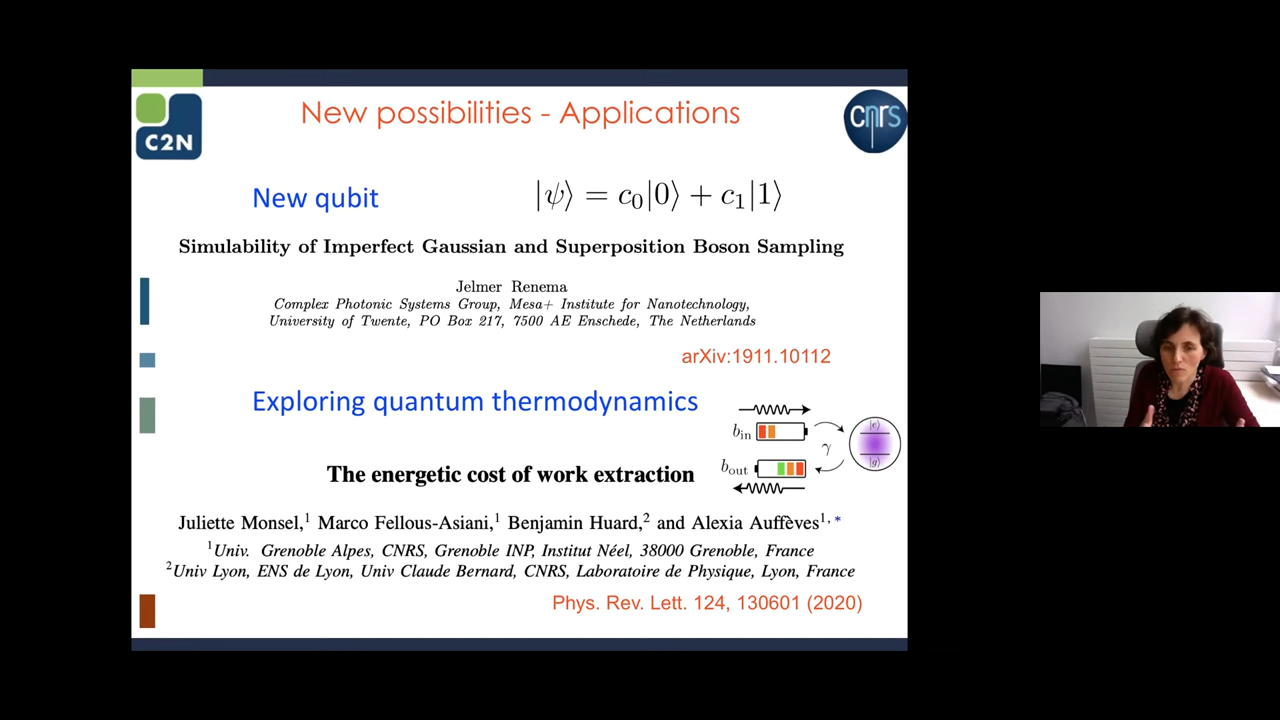 New possibilities - Applications
C2N
cnrs
New qubit
|ψ⟩ = c₀|0⟩ + c₁|1⟩
Simulability of Imperfect Gaussian and Superposition Boson Sampling
Jelmer Renema
Complex Photonic Systems Group, Mesa+ Institute for Nanotechnology,
University of Twente, PO Box 217, 7500 AE Enschede, The Netherlands
arXiv:1911.10112
Exploring quantum thermodynamics
b_in
γ
|e⟩
|g⟩
b_out
The energetic cost of work extraction
Juliette Monsel,¹ Marco Fellous-Asiani,¹ Benjamin Huard,² and Alexia Auffèves¹,*
¹Univ. Grenoble Alpes, CNRS, Grenoble INP, Institut Néel, 38000 Grenoble, France
²Univ Lyon, ENS de Lyon, Univ Claude Bernard, CNRS, Laboratoire de Physique, Lyon, France
Phys. Rev. Lett. 124, 130601 (2020)